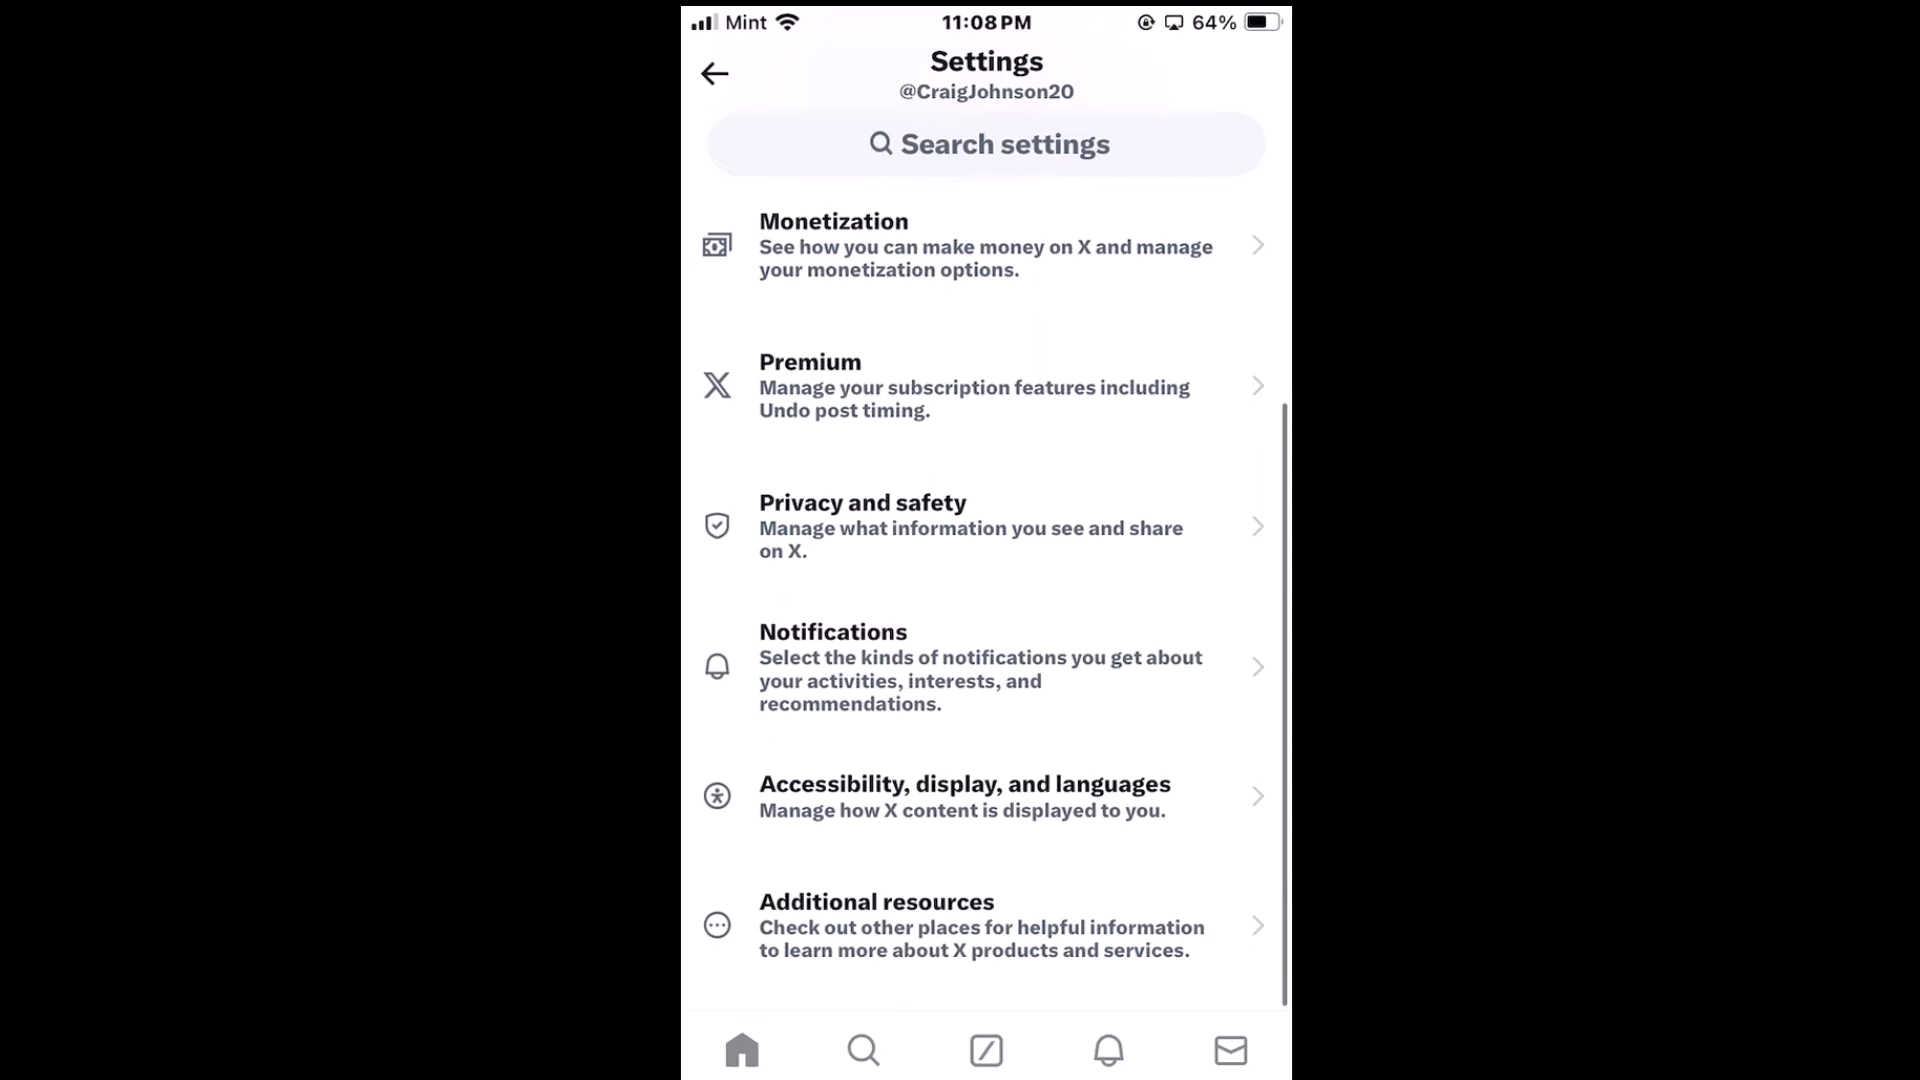 Mint 11:08 PM 64%
Settings
@CraigJohnson20
Search settings
Monetization
See how you can make money on X and manage
your monetization options.
Premium
Manage your subscription features including
Undo post timing.
Privacy and safety
Manage what information you see and share
on X.
Notifications
Select the kinds of notifications you get about
your activities, interests, and
recommendations.
Accessibility, display, and languages
Manage how X content is displayed to you.
Additional resources
Check out other places for helpful information
to learn more about X products and services.